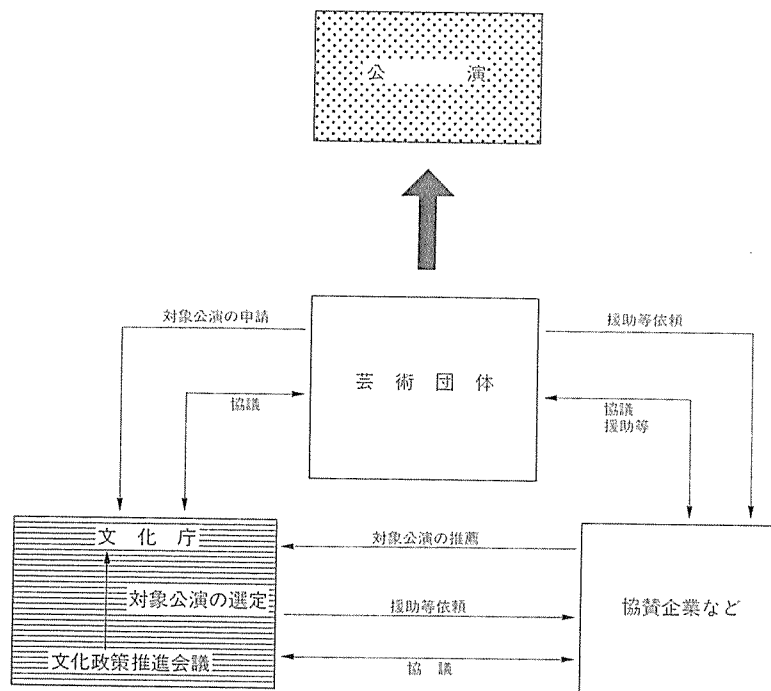 公演
対象公演の申請
援助等依頼
芸術団体
協議
協議
援助等
文化庁
対象公演の推薦
対象公演の選定
援助等依頼
協賛企業など
文化政策推進会議
協議